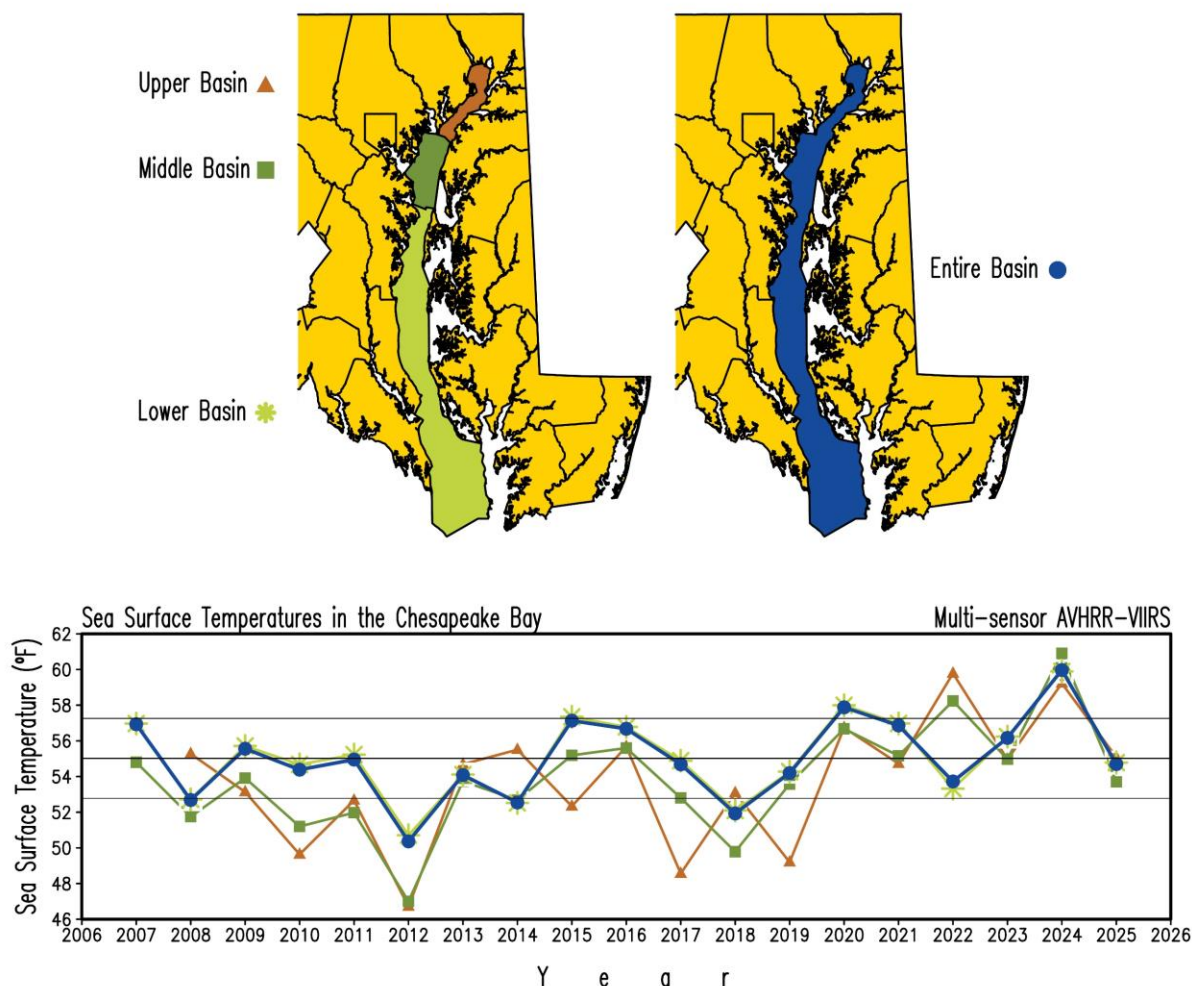 Upper Basin
Middle Basin
Lower Basin
Entire Basin
Sea Surface Temperatures in the Chesapeake Bay
Multi-sensor AVHRR-VIIRS
Sea Surface Temperature (ºF)
62
60
58
56
54
52
50
48
46
2006 2007 2008 2009 2010 2011 2012 2013 2014 2015 2016 2017 2018 2019 2020 2021 2022 2023 2024 2025 2026
Y e a r